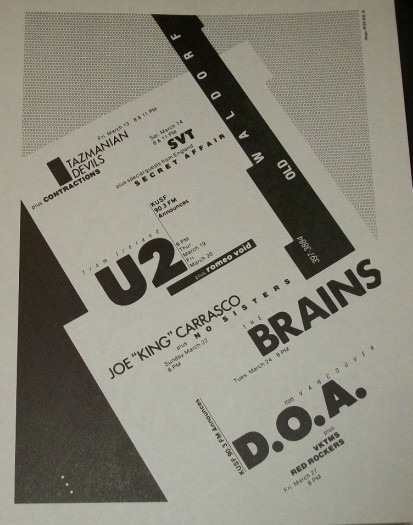 OLD WALDORF
397-3884
Fri. March 13 8 & 11 PM
TAZMANIAN
DEVILS
plus CONTRACTIONS
Sat. March 14
8 & 11 PM
SVT
plus special guests from England
SECRET AFFAIR
KUSF
90.3 FM
Announces
from Ireland
U2
8 PM
Thur.
March 19
Fri.
March 20
plus romeo void
JOE "KING" CARRASCO
plus NO SISTERS
Sunday March 22
8 PM
THE
BRAINS
Tues. March 24 - 8 PM
KUSF 90.3 FM Announces
from VANCOUVER
D.O.A.
plus
VKTMS
RED ROCKERS
Fri. March 27
8 PM